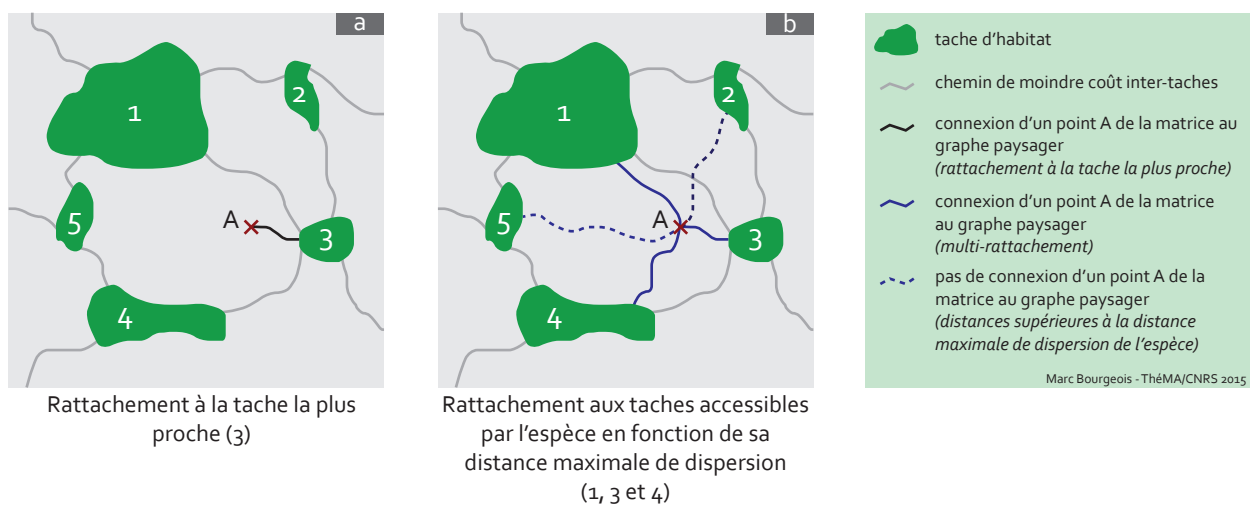 a
1
2
3
4
5
A
Rattachement à la tache la plus
proche (3)
b
1
2
3
4
5
A
Rattachement aux taches accessibles
par l'espèce en fonction de sa
distance maximale de dispersion
(1, 3 et 4)
tache d'habitat
chemin de moindre coût inter-taches
connexion d'un point A de la matrice au
graphe paysager
(rattachement à la tache la plus proche)
connexion d'un point A de la matrice
au graphe paysager
(multi-rattachement)
pas de connexion d'un point A de la
matrice au graphe paysager
(distances supérieures à la distance
maximale de dispersion de l'espèce)
Marc Bourgeois - ThéMA/CNRS 2015